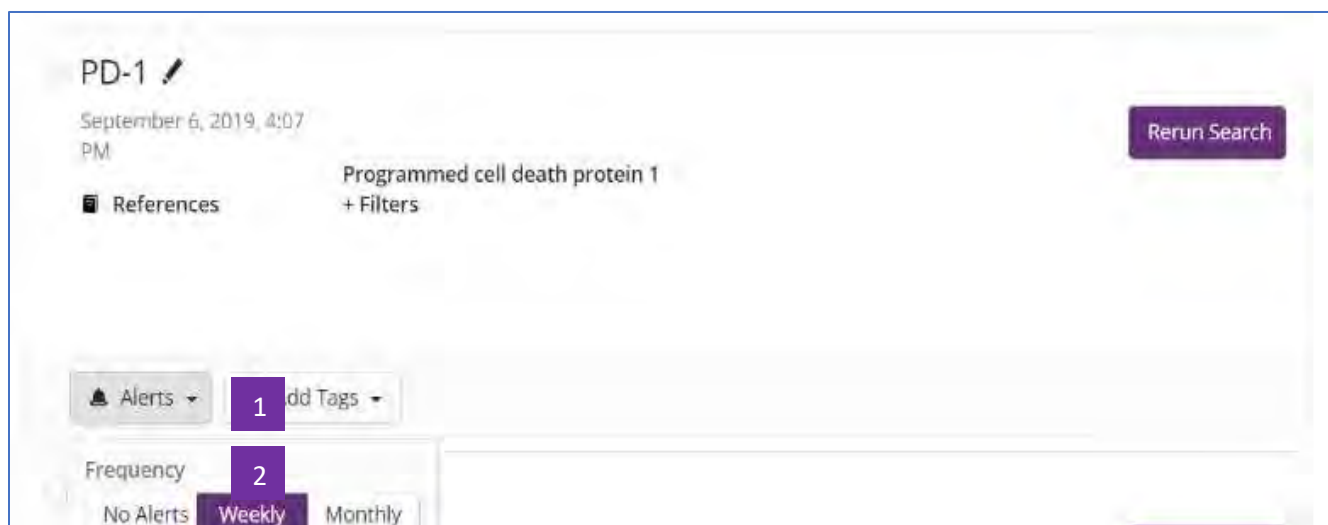 PD-1
September 6, 2019, 4:07
PM
Rerun Search
Programmed cell death protein 1
References
+ Filters
Alerts
1
dd Tags
Frequency
2
No Alerts Weekly Monthly